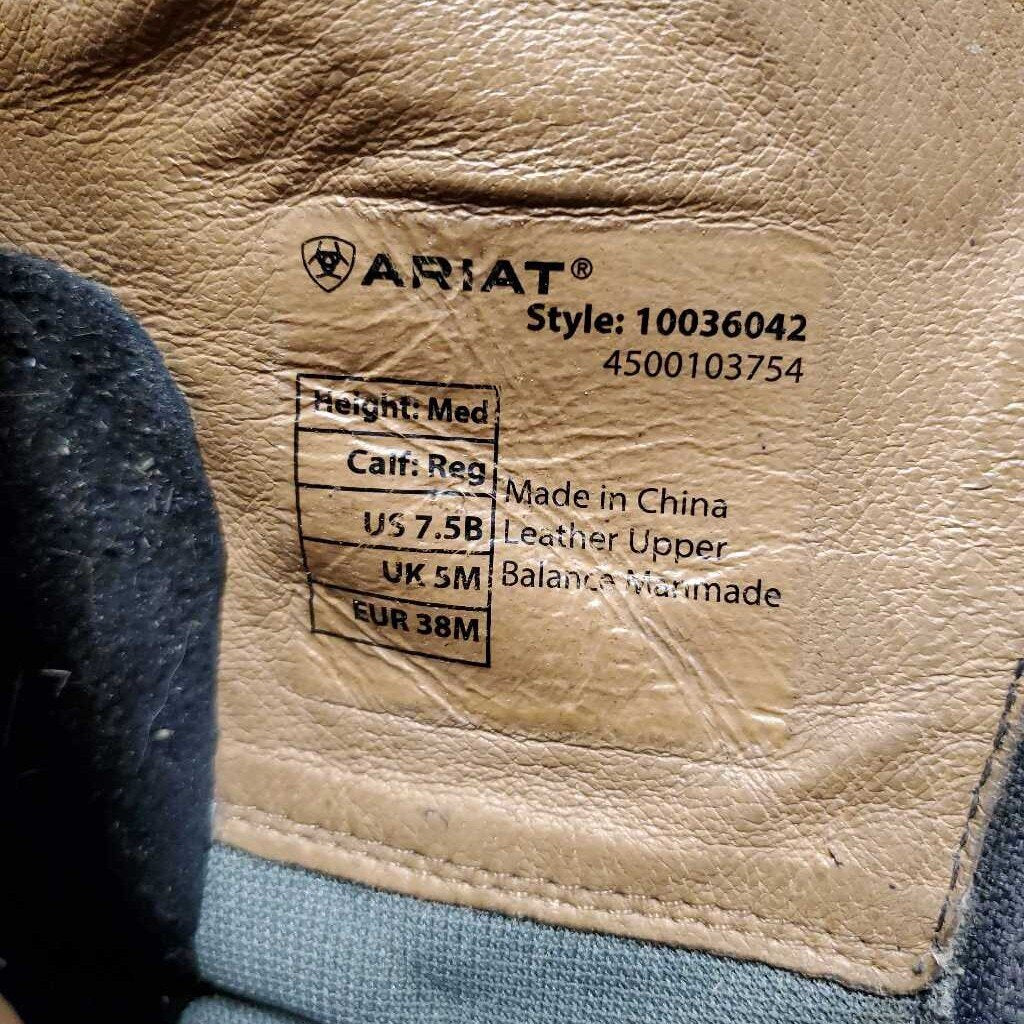 ARIAT®
Style: 10036042
4500103754
Height: Med
Calf: Reg
US 7.5B
UK 5M
EUR 38M
Made in China
Leather Upper
Balance Manmade